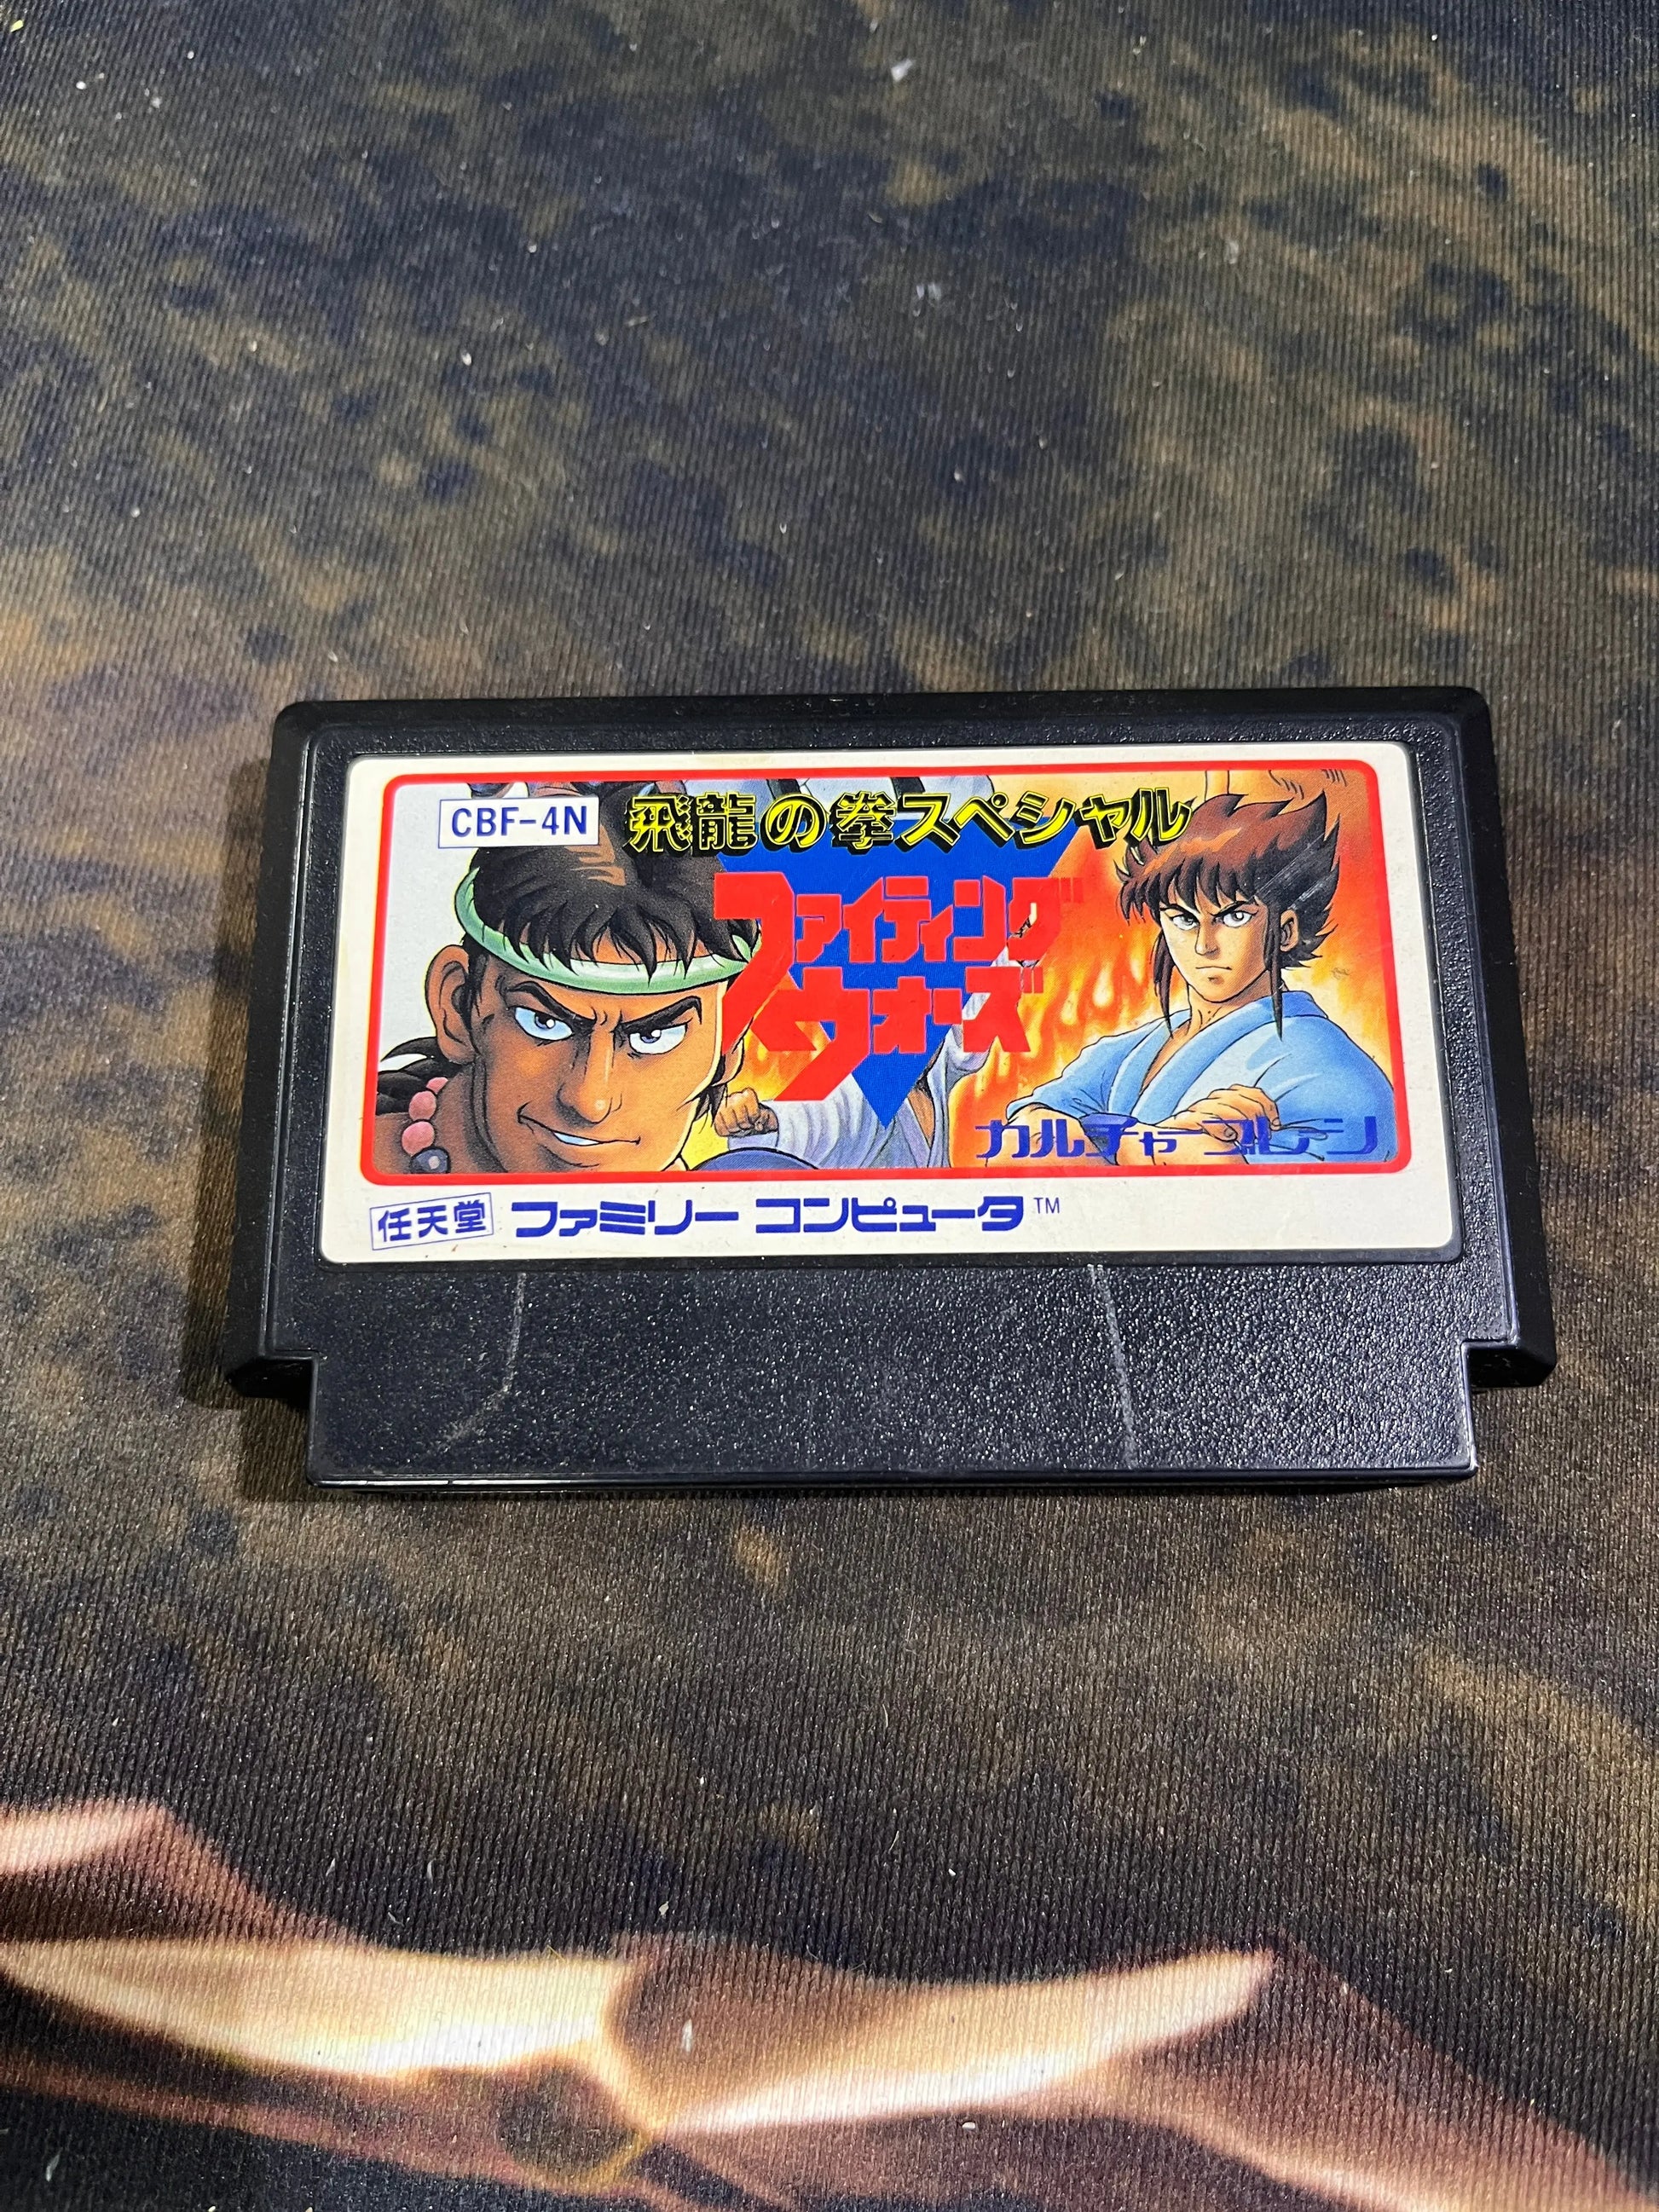 CBF-4N
飛龍の拳スペシャル
ファイティング
ウォーズ
カルチャーブレーン
任天堂 ファミリーコンピュータ™